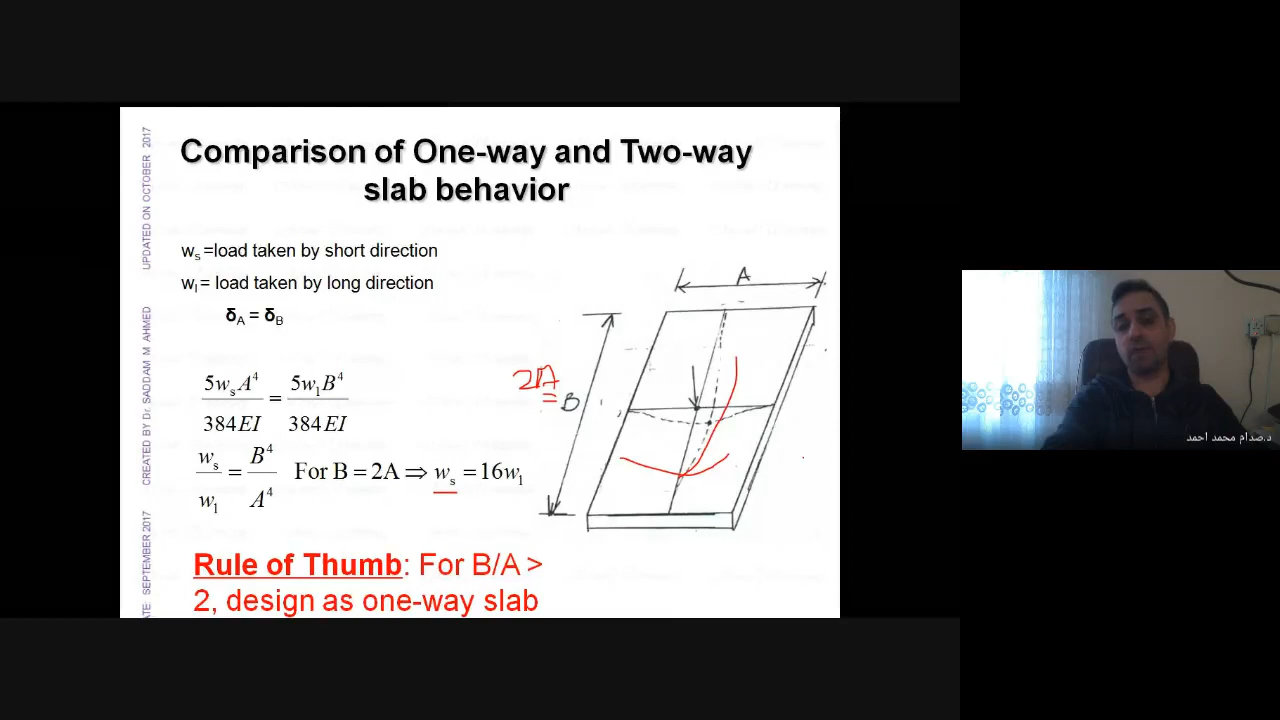 Comparison of One-way and Two-way
slab behavior
wₛ =load taken by short direction
wₗ = load taken by long direction
δA = δB
5wₛA⁴/384EI = 5wₗB⁴/384EI
wₛ/wₗ = B⁴/A⁴ For B = 2A ⇒ wₛ = 16wₗ
Rule of Thumb: For B/A >
2, design as one-way slab
A
2A
B
UPDATED ON OCTOBER 2017
CREATED BY Dr. SADDAM M AHMED
ATE: SEPTEMBER 2017
د.صدام محمد احمد